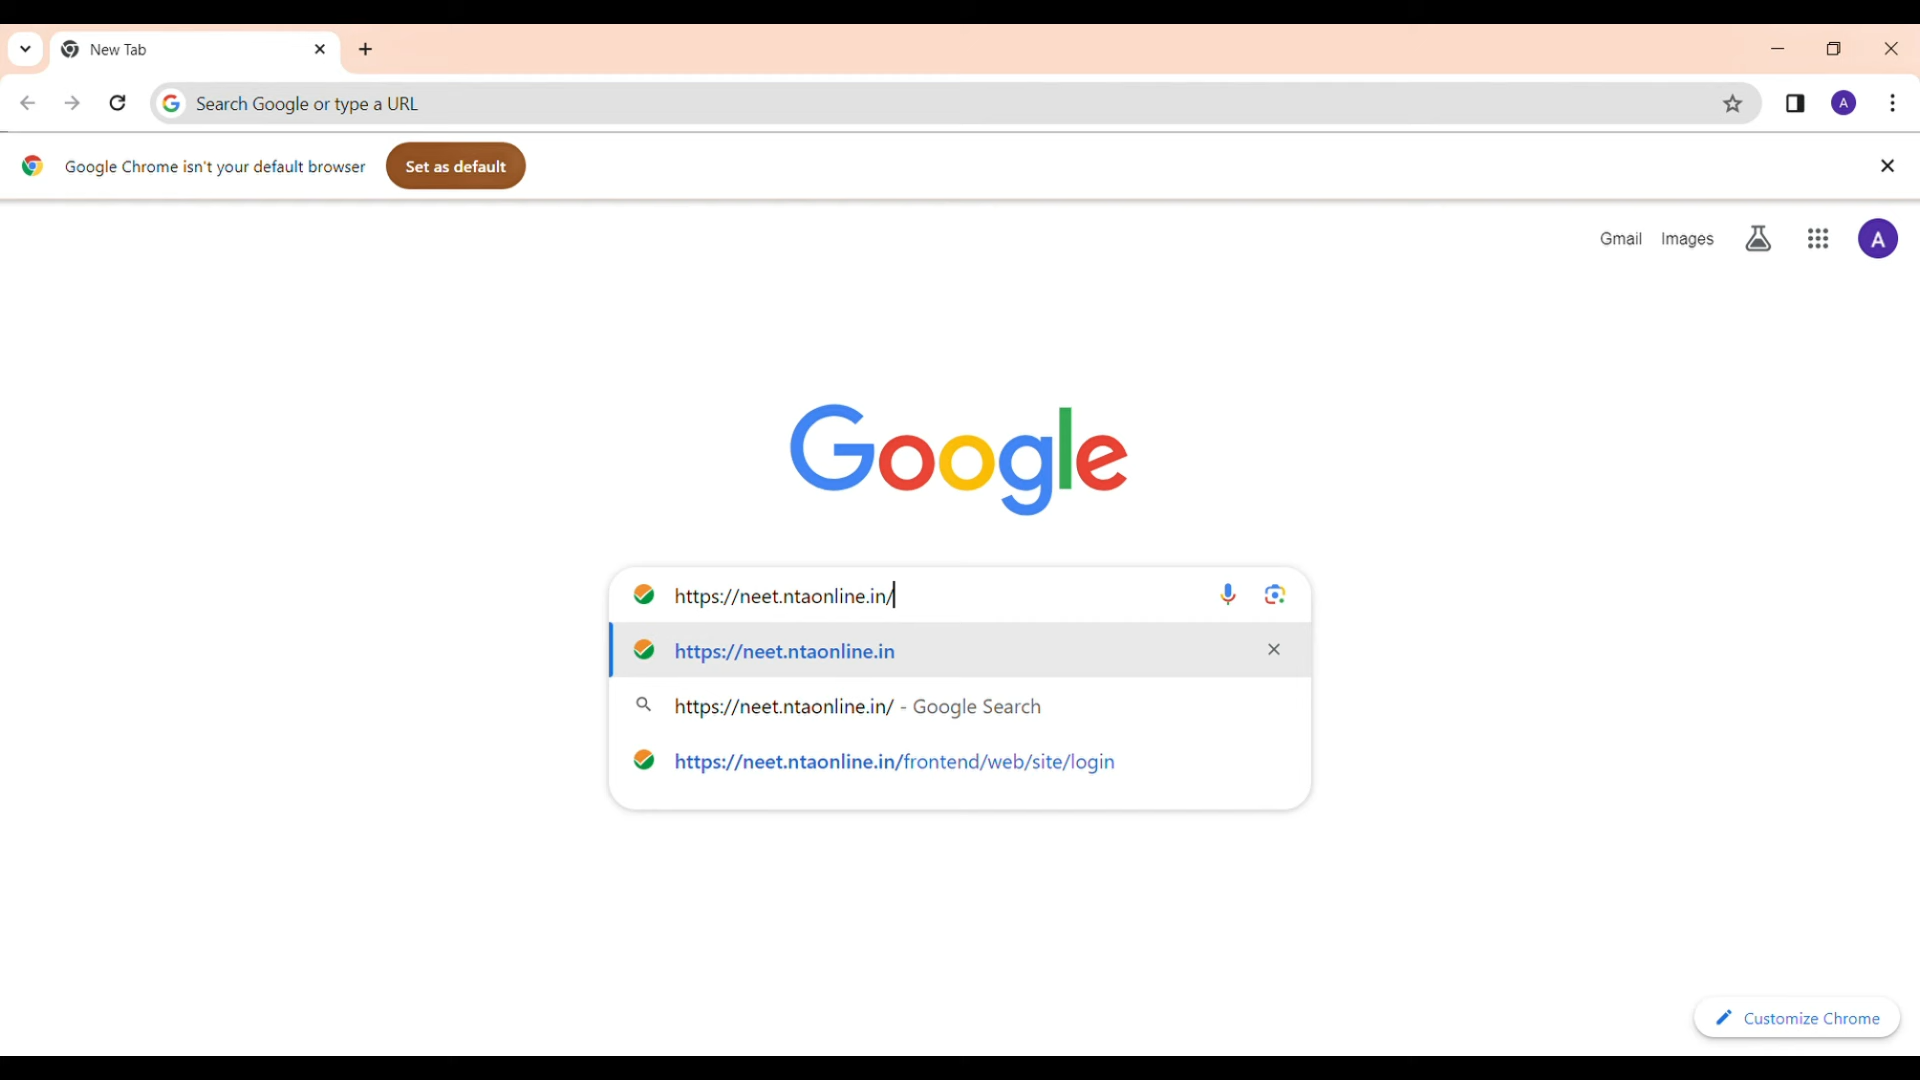 New Tab
Search Google or type a URL
A
Google Chrome isn't your default browser
Set as default
Gmail
Images
A
Google
https://neet.ntaonline.in/
https://neet.ntaonline.in
https://neet.ntaonline.in/ - Google Search
https://neet.ntaonline.in/frontend/web/site/login
Customize Chrome